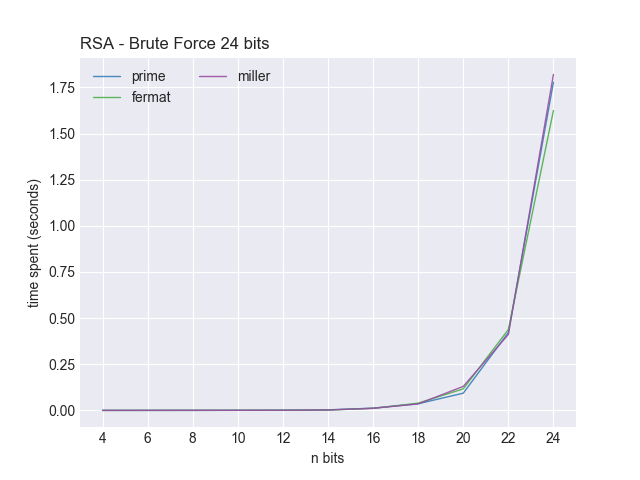 RSA - Brute Force 24 bits
prime
miller
fermat
1.75
1.50
1.25
1.00
0.75
0.50
0.25
0.00
time spent (seconds)
4 6 8 10 12 14 16 18 20 22 24
n bits